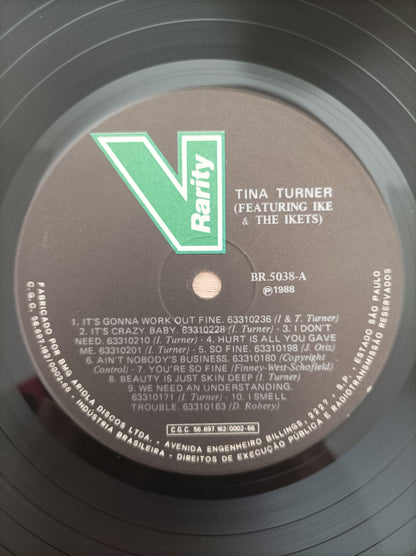 V Rarity
TINA TURNER
(FEATURING IKE
& THE IKETS)
BR.5038-A
℗1988
1. IT'S GONNA WORK OUT FINE. 63310236 (I & T. Turner)
2. IT'S CRAZY BABY. 63310228 (I. Turner) - 3. I DON'T
NEED. 63310210 (I. Turner) - 4. HURT IS ALL YOU GAVE
ME. 63310201 (I. Turner) - 5. SO FINE. 63310198 (J. Otis)
6. AIN'T NOBODY'S BUSINESS. 63310180 (Copyright
Control) - 7. YOU'RE SO FINE (Finney-West-Schofield)
8. BEAUTY IS JUST SKIN DEEP (I. Turner)
9. WE NEED AN UNDERSTANDING.
63310171 (I. Turner) - 10. I SMELL
TROUBLE. 63310163 (D. Robery)
C.G.C. 56.697.162/0002-66
FABRICADO POR BMG ARIOLA DISCOS LTDA. - AVENIDA ENGENHEIRO BILLINGS, 2227 - S.P. - ESTADO SÃO PAULO
C.G.C. 56.697.162/0002-66 - INDÚSTRIA BRASILEIRA - DIREITOS DE EXECUÇÃO PÚBLICA E RADIOTRANSMISSÃO RESERVADOS